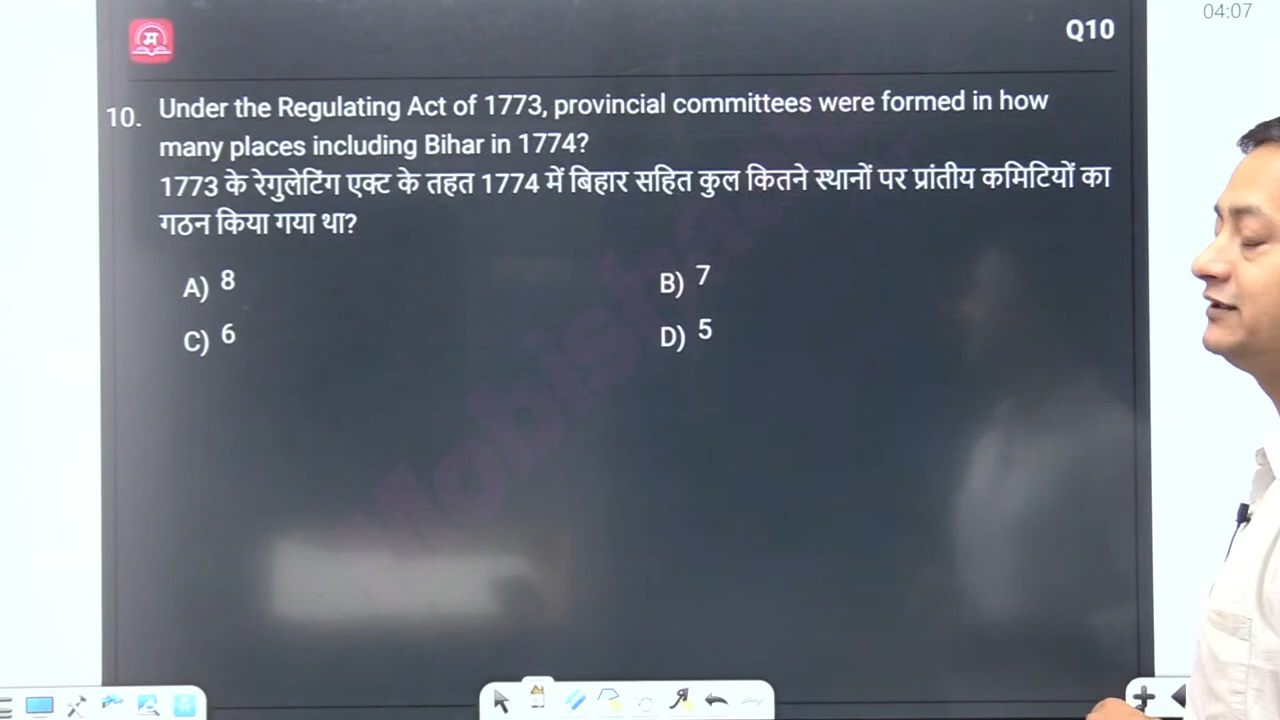 04:07
म
Q10
10. Under the Regulating Act of 1773, provincial committees were formed in how
many places including Bihar in 1774?
1773 के रेगुलेटिंग एक्ट के तहत 1774 में बिहार सहित कुल कितने स्थानों पर प्रांतीय कमिटियों का
गठन किया गया था?
A) 8
B) 7
C) 6
D) 5